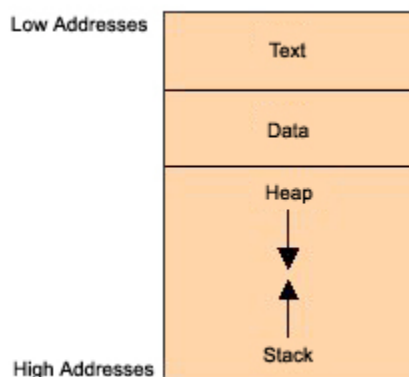 Low Addresses
Text
Data
Heap
Stack
High Addresses